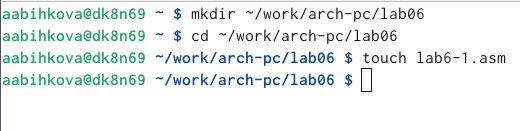 aabihkova@dk8n69 ~ $ mkdir ~/work/arch-pc/lab06
aabihkova@dk8n69 ~ $ cd ~/work/arch-pc/lab06
aabihkova@dk8n69 ~/work/arch-pc/lab06 $ touch lab6-1.asm
aabihkova@dk8n69 ~/work/arch-pc/lab06 $